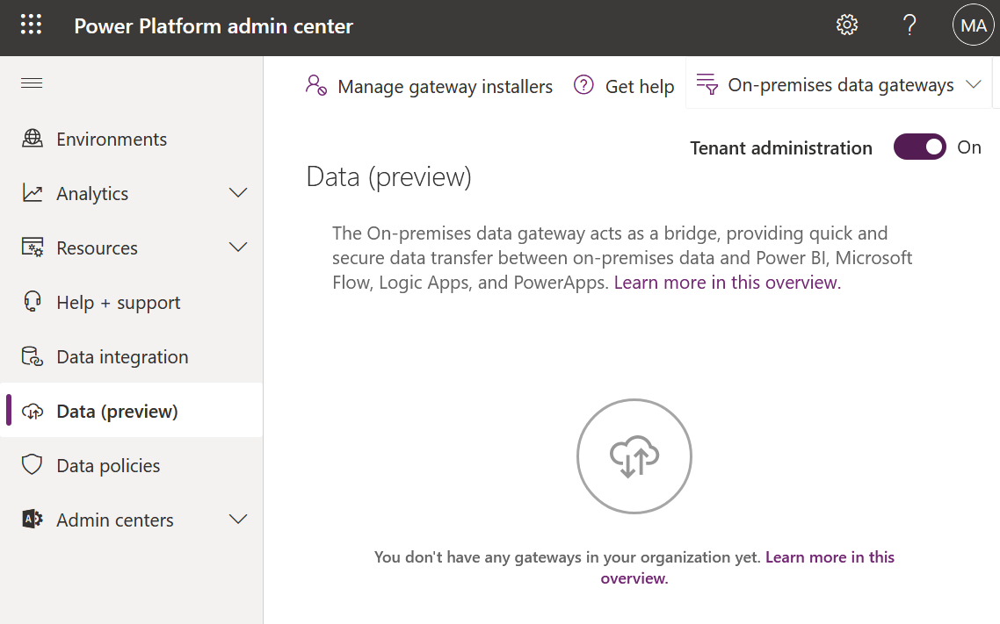 Power Platform admin center
MA
Manage gateway installers
Get help
On-premises data gateways
Environments
Analytics
Resources
Help + support
Data integration
Data (preview)
Data policies
Admin centers
Tenant administration
On
Data (preview)
The On-premises data gateway acts as a bridge, providing quick and
secure data transfer between on-premises data and Power BI, Microsoft
Flow, Logic Apps, and PowerApps. Learn more in this overview.
You don't have any gateways in your organization yet. Learn more in this
overview.